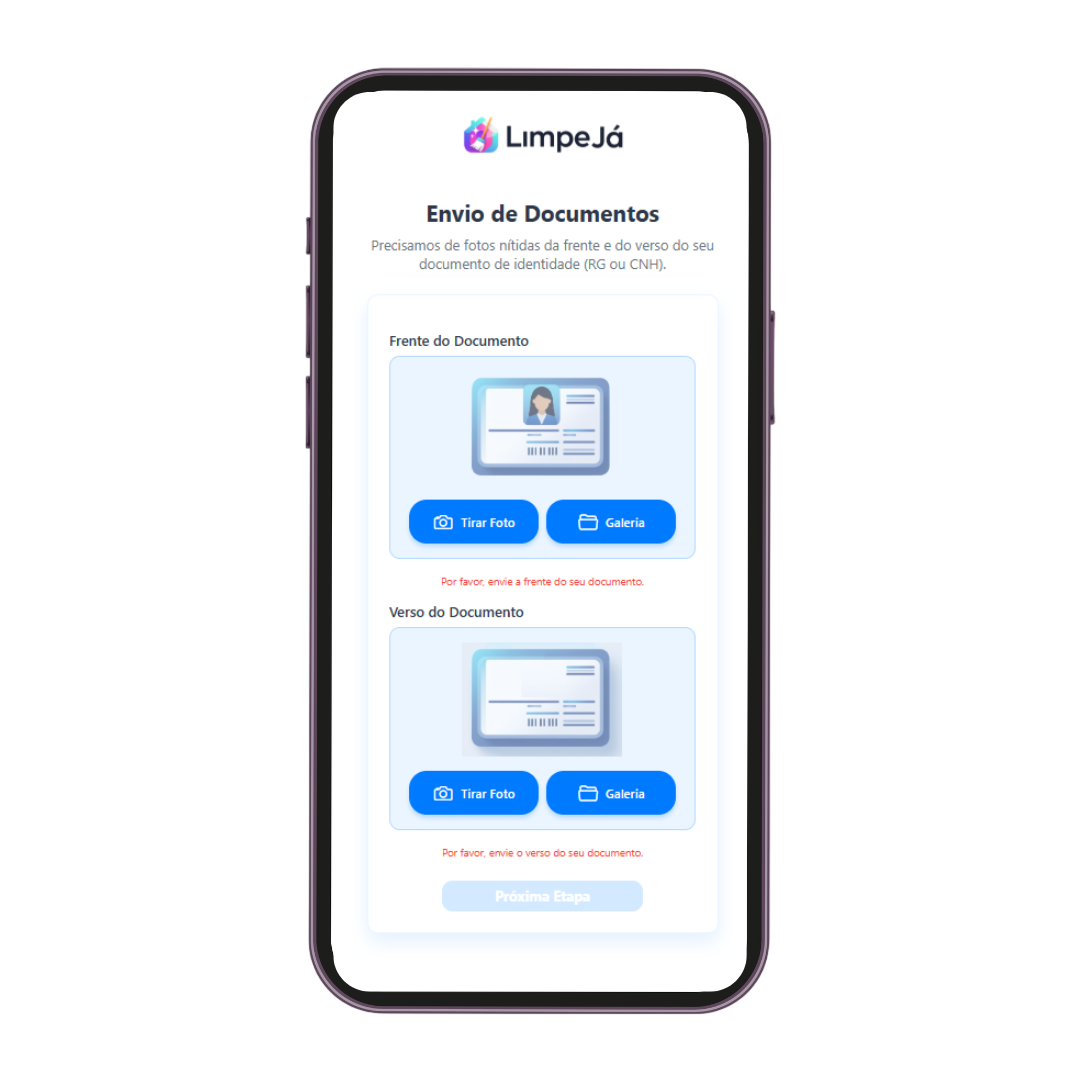 LimpeJá
Envio de Documentos
Precisamos de fotos nítidas da frente e do verso do seu
documento de identidade (RG ou CNH).
Frente do Documento
Tirar Foto
Galeria
Por favor, envie a frente do seu documento.
Verso do Documento
Tirar Foto
Galeria
Por favor, envie o verso do seu documento.
Próxima Etapa